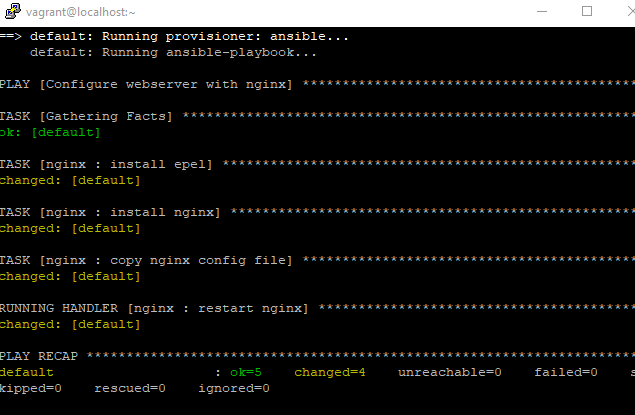 vagrant@localhost:~
==> default: Running provisioner: ansible...
    default: Running ansible-playbook...
PLAY [Configure webserver with nginx] ******************************************
TASK [Gathering Facts] *********************************************************
ok: [default]
TASK [nginx : install epel] ****************************************************
changed: [default]
TASK [nginx : install nginx] ***************************************************
changed: [default]
TASK [nginx : copy nginx config file] ******************************************
changed: [default]
RUNNING HANDLER [nginx : restart nginx] ****************************************
changed: [default]
PLAY RECAP *********************************************************************
default                    : ok=5    changed=4    unreachable=0    failed=0    s
kipped=0    rescued=0    ignored=0